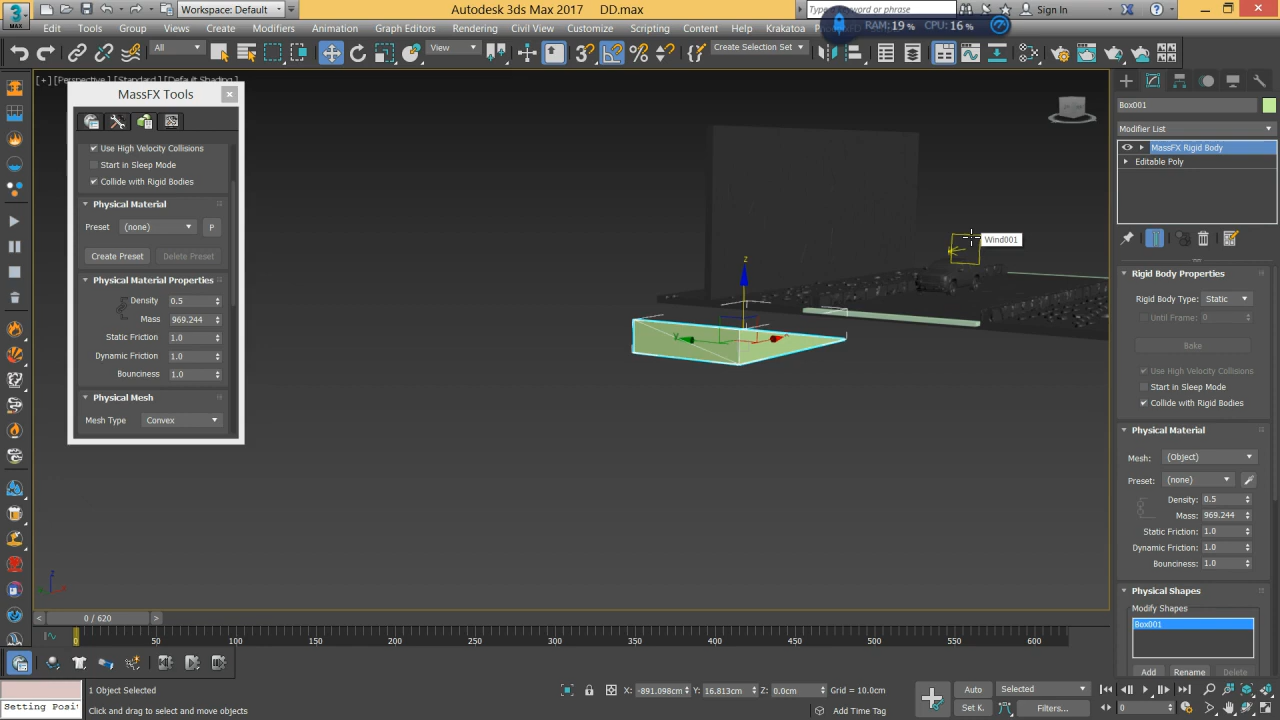 Workspace: Default
Autodesk 3ds Max 2017 DD.max
RAM: 19 % CPU: 16 %
Sign In
Edit Tools Group Views Create Modifiers Animation Graph Editors Rendering Civil View Customize Scripting Content Help Krakatoa
All
View
Create Selection Set
[+] [Perspective] [Standard] [Default Shading]
MassFX Tools
Use High Velocity Collisions
Start in Sleep Mode
Collide with Rigid Bodies
Physical Material
Preset (none) P
Create Preset Delete Preset
Physical Material Properties
Density 0.5
Mass 969.244
Static Friction 1.0
Dynamic Friction 1.0
Bounciness 1.0
Physical Mesh
Mesh Type Convex
z
Wind001
Box001
Modifier List
MassFX Rigid Body
Editable Poly
Rigid Body Properties
Rigid Body Type: Static
Until Frame: 0
Bake
Use High Velocity Collisions
Start in Sleep Mode
Collide with Rigid Bodies
Physical Material
Mesh: (Object)
Preset: (none)
Density: 0.5
Mass: 969.244
Static Friction: 1.0
Dynamic Friction: 1.0
Bounciness: 1.0
Physical Shapes
Modify Shapes
Box001
Add Rename Delete
< 0 / 620 >
0 50 100 150 200 250 300 350 400 450 500 550 600
1 Object Selected
X: -891.098cm Y: 16.813cm Z: 0.0cm Grid = 10.0cm
Auto Selected
Setting Posi
Click and drag to select and move objects
Add Time Tag
Set K. Filters... 0